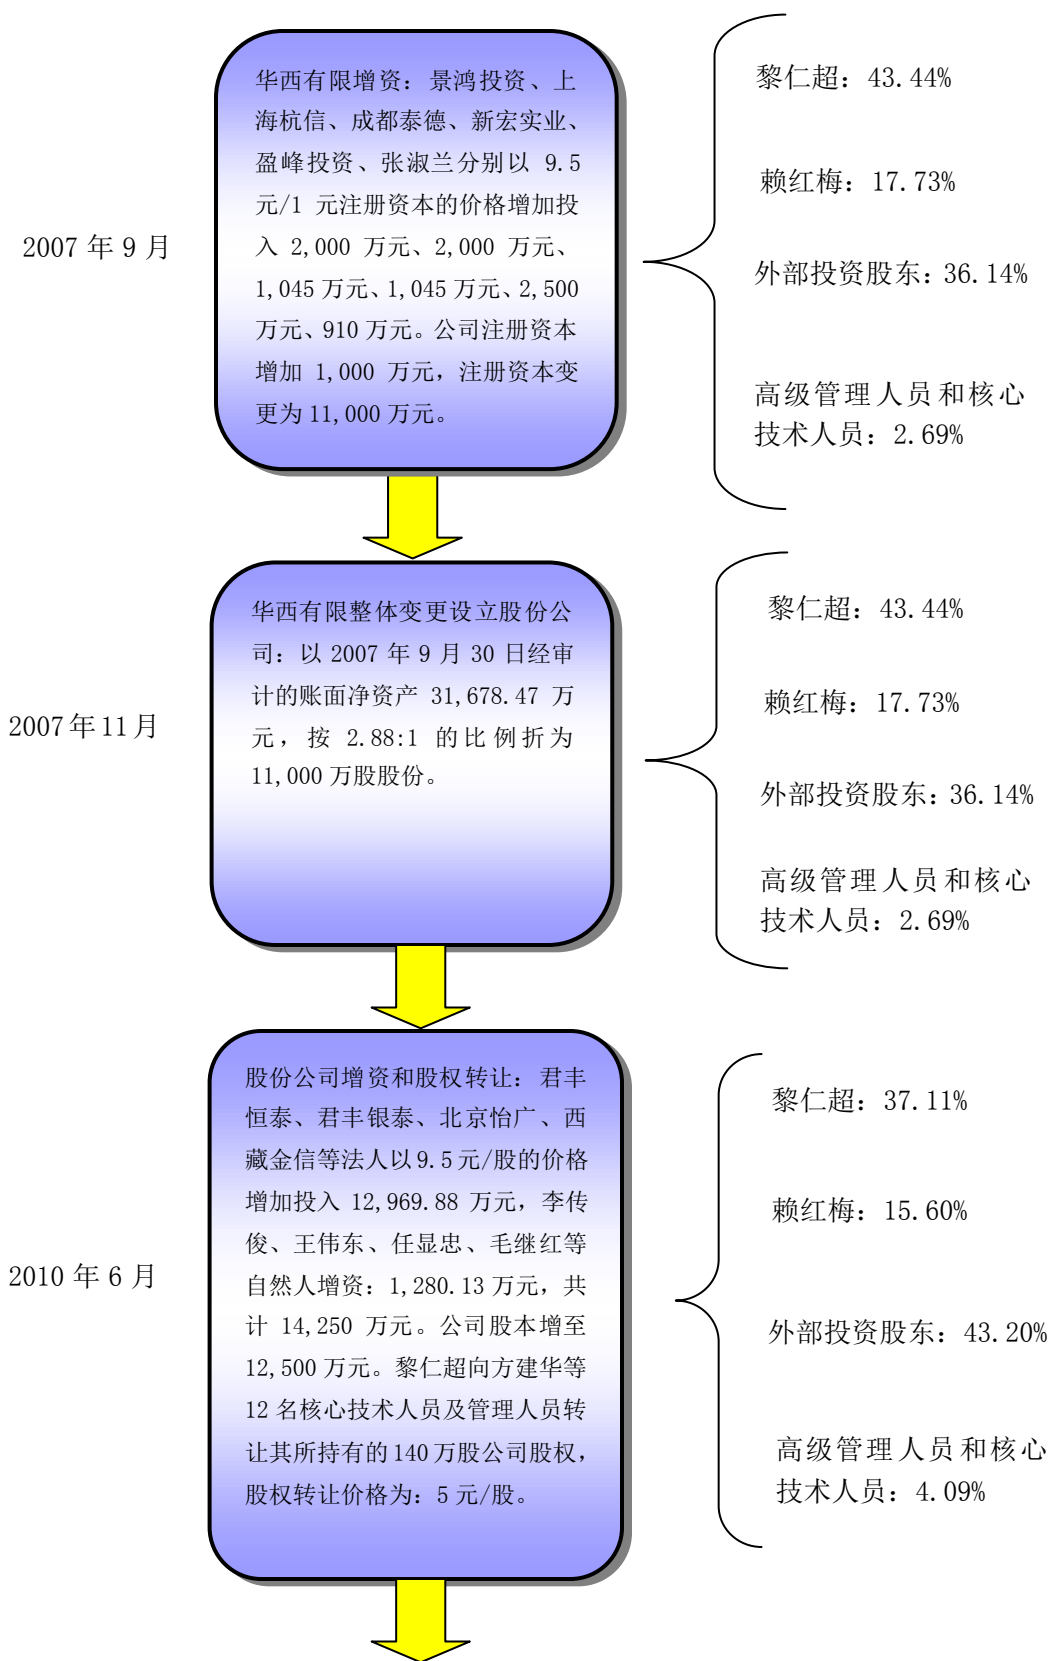 2007 年 9 月
华西有限增资：景鸿投资、上
海杭信、成都泰德、新宏实业、
盈峰投资、张淑兰分别以 9.5
元/1 元注册资本的价格增加投
入 2,000 万元、2,000 万元、
1,045 万元、1,045 万元、2,500
万元、910 万元。公司注册资本
增加 1,000 万元，注册资本变
更为 11,000 万元。
黎仁超：43.44%
赖红梅：17.73%
外部投资股东：36.14%
高级管理人员和核心
技术人员：2.69%
2007 年 11 月
华西有限整体变更设立股份公
司：以 2007 年 9 月 30 日经审
计的账面净资产 31,678.47 万
元，按 2.88:1 的比例折为
11,000 万股股份。
黎仁超：43.44%
赖红梅：17.73%
外部投资股东：36.14%
高级管理人员和核心
技术人员：2.69%
2010 年 6 月
股份公司增资和股权转让：君丰
恒泰、君丰银泰、北京怡广、西
藏金信等法人以 9.5 元/股的价格
增加投入 12,969.88 万元，李传
俊、王伟东、任显忠、毛继红等
自然人增资：1,280.13 万元，共
计 14,250 万元。公司股本增至
12,500 万元。黎仁超向方建华等
12 名核心技术人员及管理人员转
让其所持有的 140 万股公司股权，
股权转让价格为：5 元/股。
黎仁超：37.11%
赖红梅：15.60%
外部投资股东：43.20%
高级管理人员和核心
技术人员：4.09%